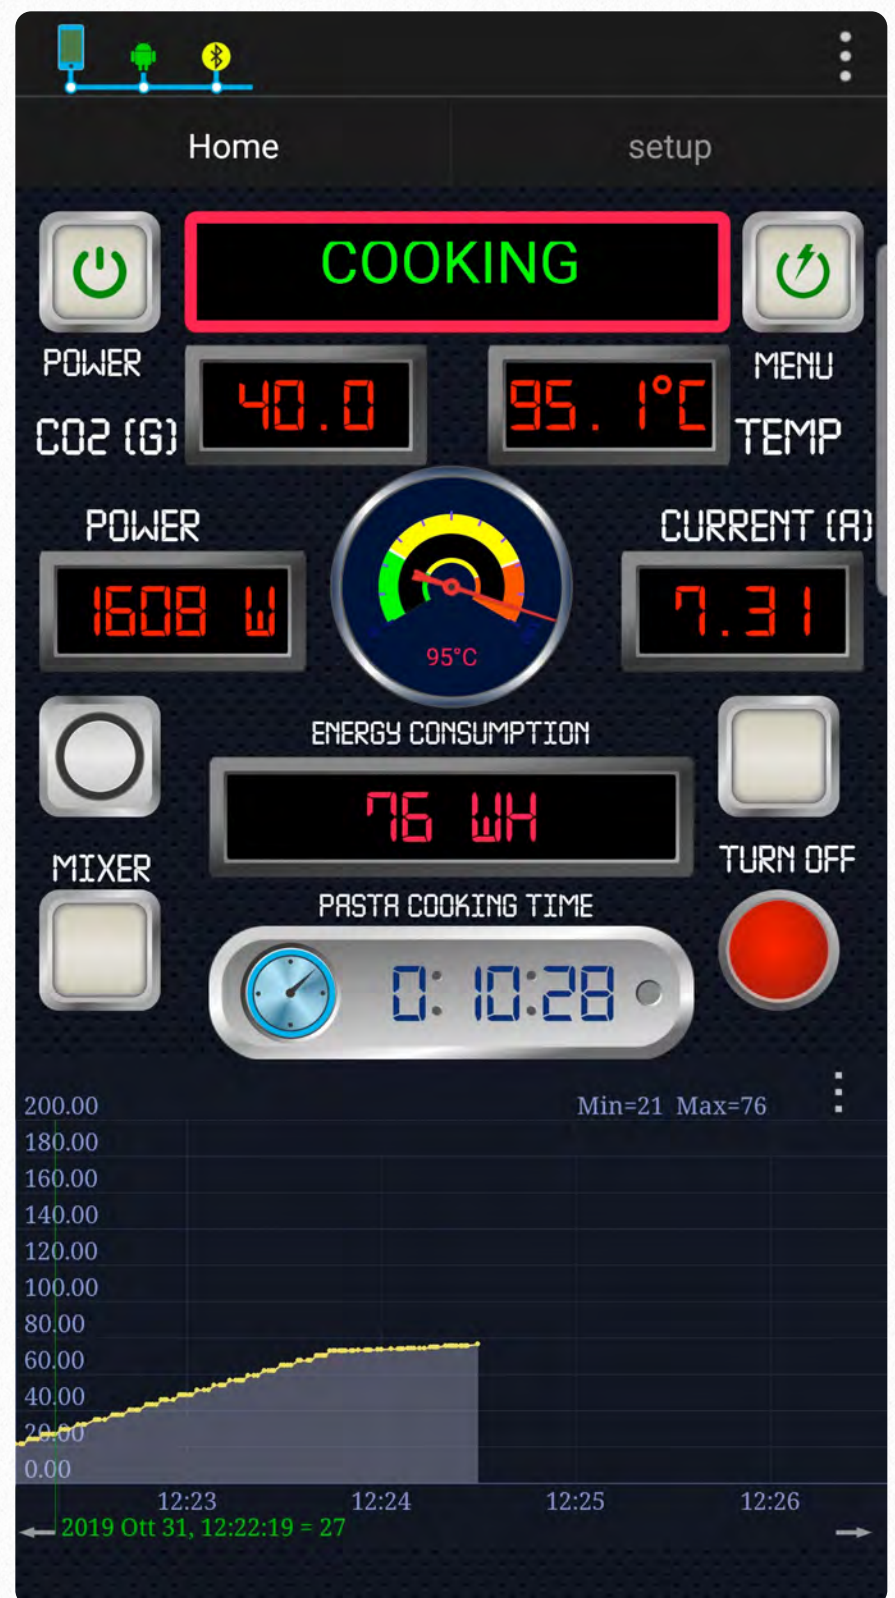 Home
setup
COOKING
POWER
MENU
CO2 (G)
40.0
95.1°C
TEMP
POWER
CURRENT (A)
1608 W
7.31
95°C
ENERGY CONSUMPTION
76 WH
MIXER
TURN OFF
PASTA COOKING TIME
0:10:28
200.00
Min=21 Max=76
180.00
160.00
140.00
120.00
100.00
80.00
60.00
40.00
20.00
0.00
12:23
12:24
12:25
12:26
2019 Ott 31, 12:22:19 = 27